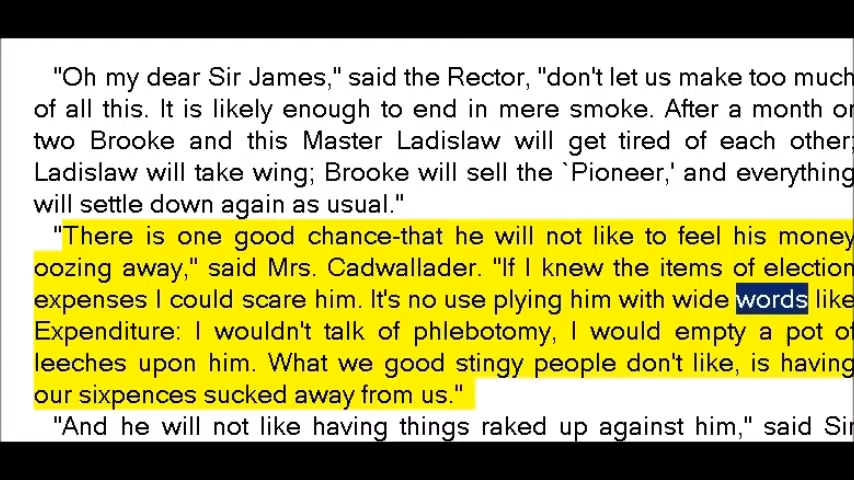 "Oh my dear Sir James," said the Rector, "don't let us make too much
of all this. It is likely enough to end in mere smoke. After a month or
two Brooke and this Master Ladislaw will get tired of each other;
Ladislaw will take wing; Brooke will sell the `Pioneer,' and everything
will settle down again as usual."
"There is one good chance-that he will not like to feel his money
oozing away," said Mrs. Cadwallader. "If I knew the items of election
expenses I could scare him. It's no use plying him with wide words like
Expenditure: I wouldn't talk of phlebotomy, I would empty a pot of
leeches upon him. What we good stingy people don't like, is having
our sixpences sucked away from us."
"And he will not like having things raked up against him," said Sir